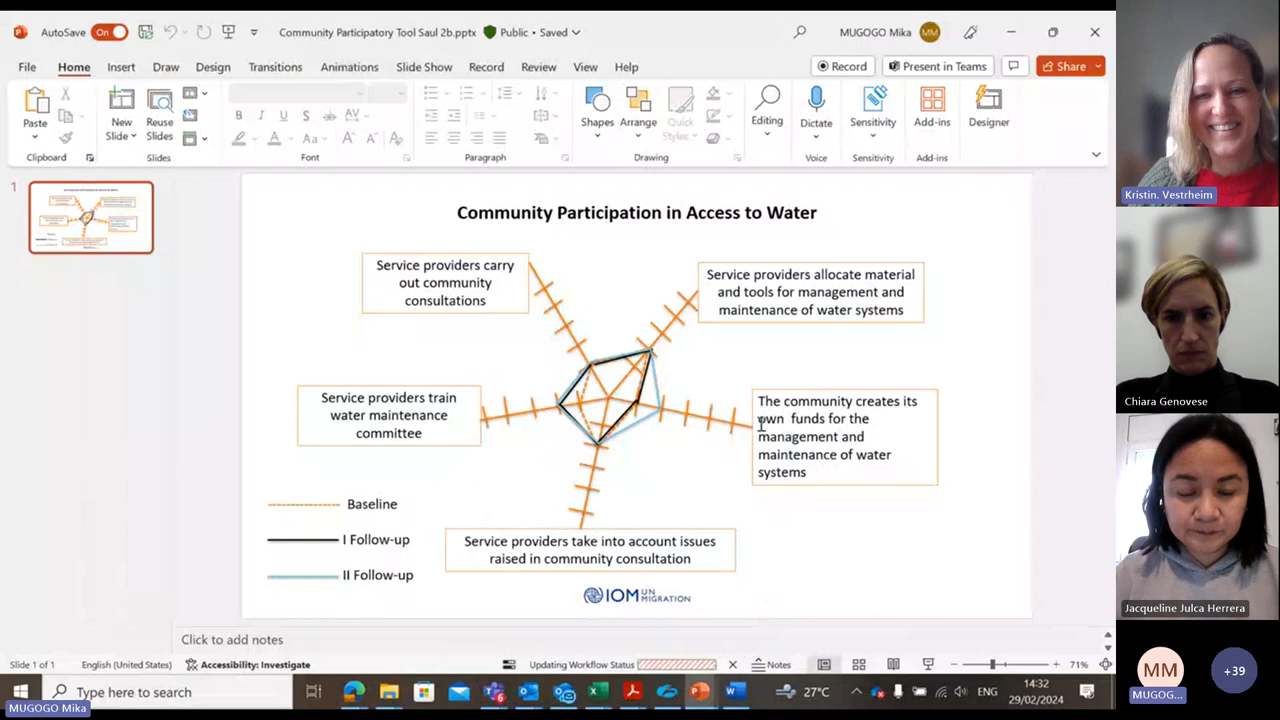 AutoSave
On
Community Participatory Tool Saul 2b.pptx
Public • Saved
MUGOGO Mika
MM
File
Home
Insert
Draw
Design
Transitions
Animations
Slide Show
Record
Review
View
Help
Record
Present in Teams
Share
Paste
New
Slide
Reuse
Slides
B
I
U
S
Aa
Shapes
Arrange
Quick
Styles
Editing
Dictate
Sensitivity
Add-ins
Designer
Clipboard
Slides
Font
Paragraph
Drawing
Voice
Sensitivity
Add-ins
1
Community Participation in Access to Water
Service providers carry
out community
consultations
Service providers allocate material
and tools for management and
maintenance of water systems
Service providers train
water maintenance
committee
The community creates its
own funds for the
management and
maintenance of water
systems
Service providers take into account issues
raised in community consultation
Baseline
I Follow-up
II Follow-up
IOM UN
MIGRATION
Click to add notes
Slide 1 of 1
English (United States)
Accessibility: Investigate
Updating Workflow Status
Notes
71%
Type here to search
27°C
ENG
14:32
29/02/2024
MUGOGO Mika
Kristin. Vestrheim
Chiara Genovese
Jacqueline Julca Herrera
MM
MUGOG...
+39